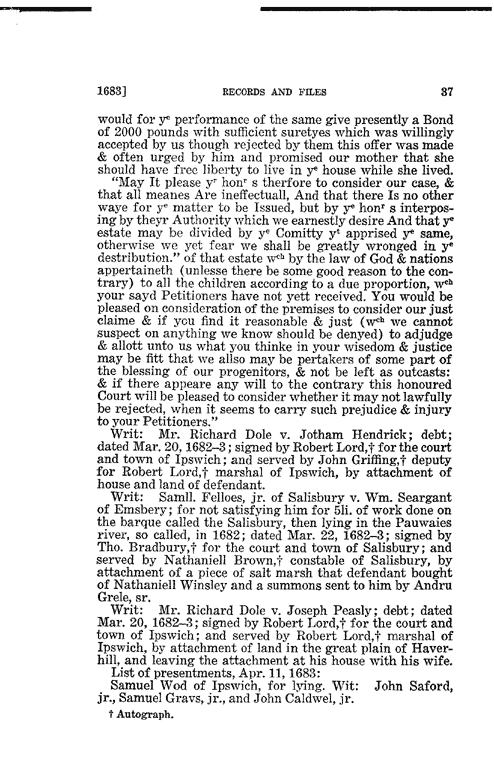 1683] RECORDS AND FILES 37
would for yᵉ performance of the same give presently a Bond
of 2000 pounds with sufficient suretyes which was willingly
accepted by us though rejected by them this offer was made
& often urged by him and promised our mother that she
should have free liberty to live in yᵉ house while she lived.
"May It please yʳ honʳ s therfore to consider our case, &
that all meanes Are ineffectuall, And that there Is no other
waye for yᵉ matter to be Issued, but by yᵉ honʳ s interpos-
ing by theyr Authority which we earnestly desire And that yᵉ
estate may be divided by yᵉ Comitty yᵗ apprised yᵉ same,
otherwise we yet fear we shall be greatly wronged in yᵉ
destribution." of that estate wᶜʰ by the law of God & nations
appertaineth (unlesse there be some good reason to the con-
trary) to all the children according to a due proportion, wᶜʰ
your sayd Petitioners have not yett received. You would be
pleased on consideration of the premises to consider our just
claime & if you find it reasonable & just (wᶜʰ we cannot
suspect on anything we know should be denyed) to adjudge
& allott unto us what you thinke in your wisedom & justice
may be fitt that we allso may be pertakers of some part of
the blessing of our progenitors, & not be left as outcasts:
& if there appeare any will to the contrary this honoured
Court will be pleased to consider whether it may not lawfully
be rejected, when it seems to carry such prejudice & injury
to your Petitioners."
Writ: Mr. Richard Dole v. Jotham Hendrick; debt;
dated Mar. 20, 1682-3; signed by Robert Lord,† for the court
and town of Ipswich; and served by John Griffing,† deputy
for Robert Lord,† marshal of Ipswich, by attachment of
house and land of defendant.
Writ: Samll. Felloes, jr. of Salisbury v. Wm. Seargant
of Emsbery; for not satisfying him for 5li. of work done on
the barque called the Salisbury, then lying in the Pauwaies
river, so called, in 1682; dated Mar. 22, 1682-3; signed by
Tho. Bradbury,† for the court and town of Salisbury; and
served by Nathaniell Brown,† constable of Salisbury, by
attachment of a piece of salt marsh that defendant bought
of Nathaniell Winsley and a summons sent to him by Andru
Grele, sr.
Writ: Mr. Richard Dole v. Joseph Peasly; debt; dated
Mar. 20, 1682-3; signed by Robert Lord,† for the court and
town of Ipswich; and served by Robert Lord,† marshal of
Ipswich, by attachment of land in the great plain of Haver-
hill, and leaving the attachment at his house with his wife.
List of presentments, Apr. 11, 1683:
Samuel Wod of Ipswich, for lying. Wit: John Saford,
jr., Samuel Gravs, jr., and John Caldwel, jr.
† Autograph.